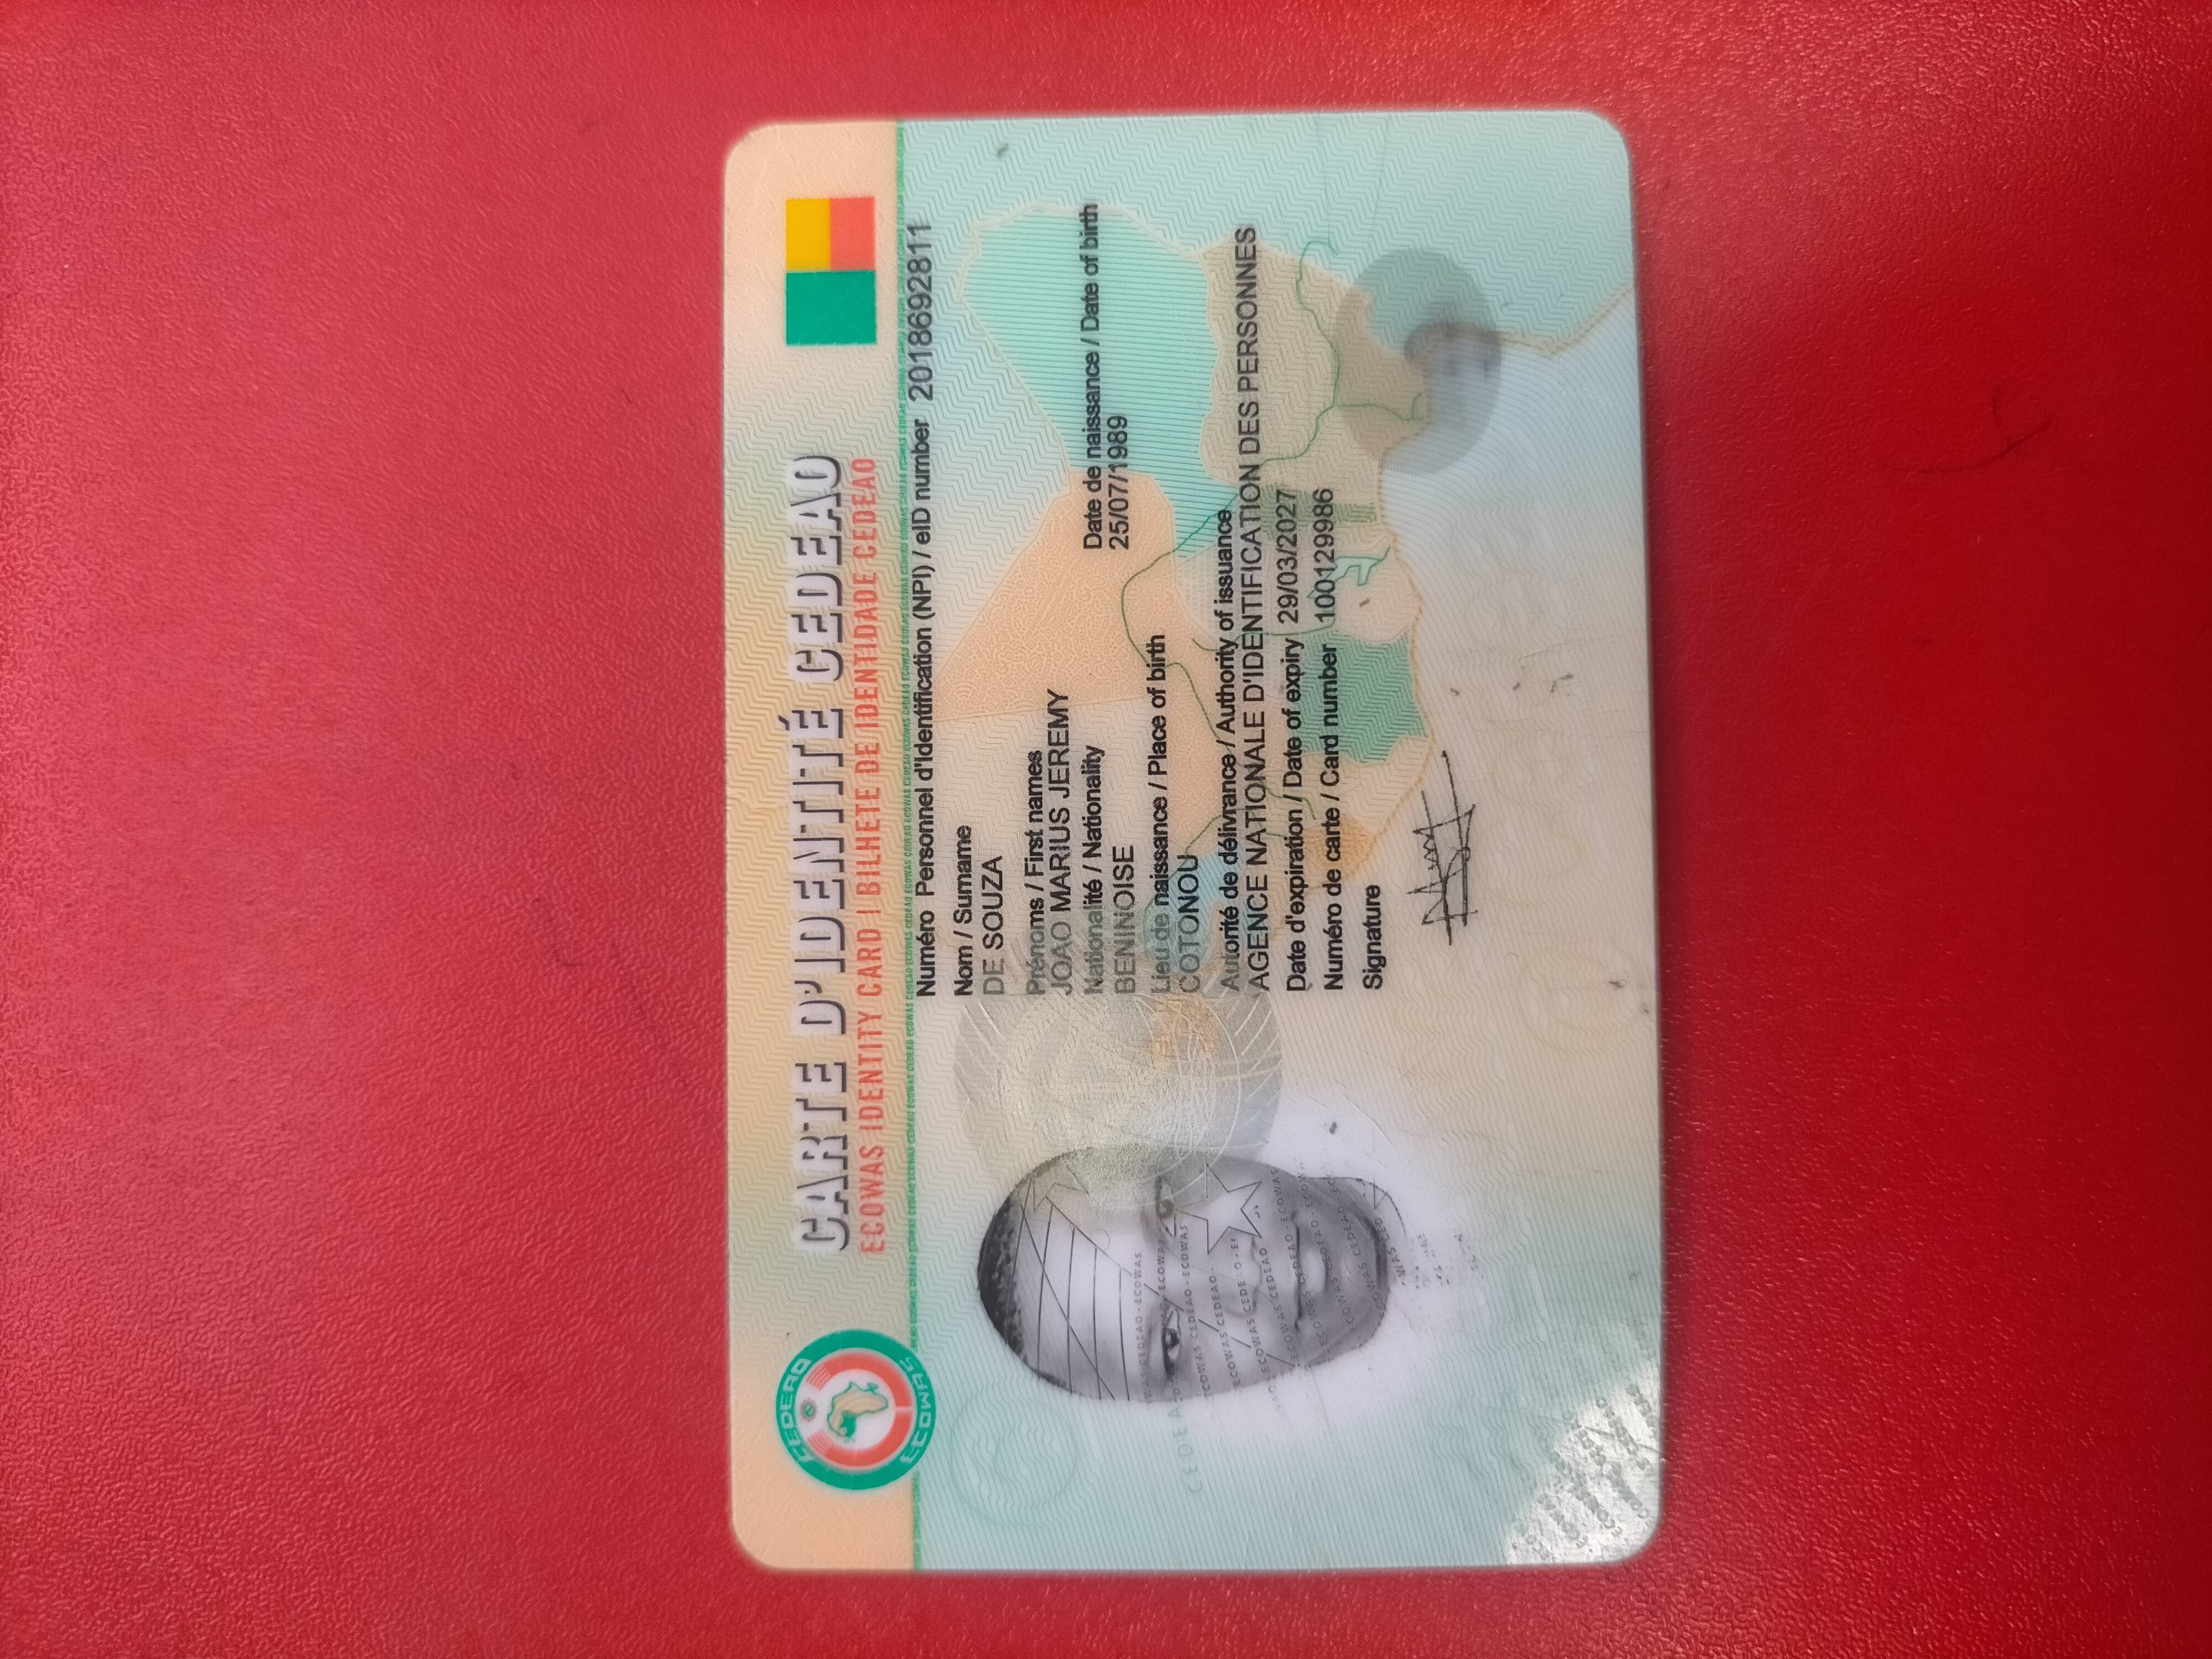 CEDEAO
ECOWAS
CARTE D'IDENTITÉ CEDEAO
ECOWAS IDENTITY CARD | BILHETE DE IDENTIDADE CEDEAO
Numéro Personnel d'Identification (NPI) / eID number 2018692811
Nom / Surname
DE SOUZA
Prénoms / First names
JOAO MARIUS JEREMY
Nationalité / Nationality Date de naissance / Date of birth
BENINOISE 25/07/1989
Lieu de naissance / Place of birth
COTONOU
Autorité de délivrance / Authority of issuance
AGENCE NATIONALE D'IDENTIFICATION DES PERSONNES
Date d'expiration / Date of expiry 29/03/2027
Numéro de carte / Card number 100129986
Signature